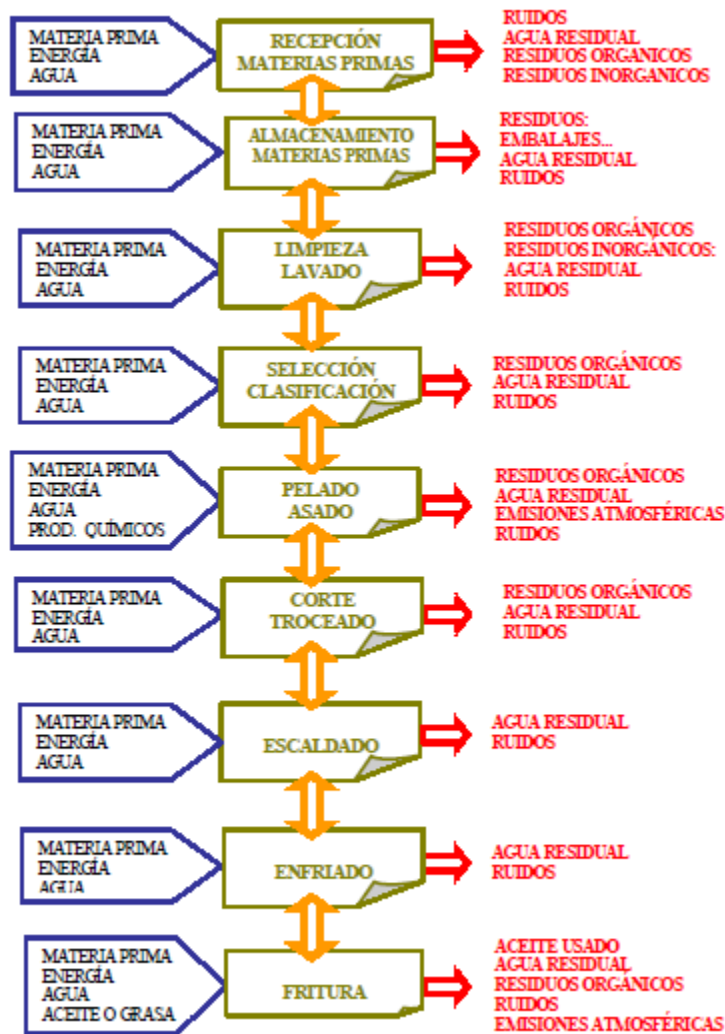 MATERIA PRIMA
ENERGÍA
AGUA
RECEPCIÓN
MATERIAS PRIMAS
RUIDOS
AGUA RESIDUAL
RESIDUOS ORGANICOS
RESIDUOS INORGANICOS
MATERIA PRIMA
ENERGÍA
AGUA
ALMACENAMIENTO
MATERIAS PRIMAS
RESIDUOS:
EMBALAJES...
AGUA RESIDUAL
RUIDOS
MATERIA PRIMA
ENERGÍA
AGUA
LIMPIEZA
LAVADO
RESIDUOS ORGÁNICOS
RESIDUOS INORGÁNICOS:
AGUA RESIDUAL
RUIDOS
MATERIA PRIMA
ENERGÍA
AGUA
SELECCIÓN
CLASIFICACIÓN
RESIDUOS ORGÁNICOS
AGUA RESIDUAL
RUIDOS
MATERIA PRIMA
ENERGÍA
AGUA
PROD. QUÍMICOS
PELADO
ASADO
RESIDUOS ORGÁNICOS
AGUA RESIDUAL
EMISIONES ATMOSFÉRICAS
RUIDOS
MATERIA PRIMA
ENERGÍA
AGUA
CORTE
TROCEADO
RESIDUOS ORGÁNICOS
AGUA RESIDUAL
RUIDOS
MATERIA PRIMA
ENERGÍA
AGUA
ESCALDADO
AGUA RESIDUAL
RUIDOS
MATERIA PRIMA
ENERGÍA
AGUA
ENFRIADO
AGUA RESIDUAL
RUIDOS
MATERIA PRIMA
ENERGÍA
AGUA
ACEITE O GRASA
FRITURA
ACEITE USADO
AGUA RESIDUAL
RESIDUOS ORGÁNICOS
RUIDOS
EMISIONES ATMOSFÉRICAS